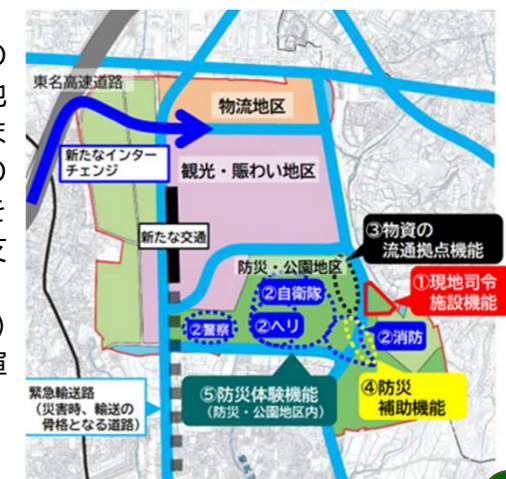 の
東名高速道路
物流地区
新たなインター
チェンジ
観光・賑わい地区
新たな交通
③物資の
流通拠点機能
防災・公園地区
①現地司令
施設機能
②自衛隊
②警察
②ヘリ
②消防
④防災
補助機能
⑤防災体験機能
(防災・公園地区内)
緊急輸送路
(災害時、輸送の
骨格となる道路)